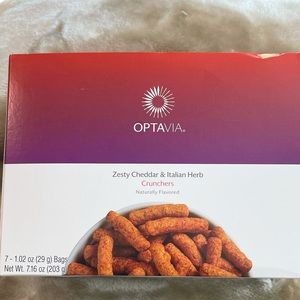 OPTAVIA®
Zesty Cheddar & Italian Herb
Crunchers
Naturally Flavored
7 - 1.02 oz (29 g) Bags
Net Wt. 7.16 oz (203 g)